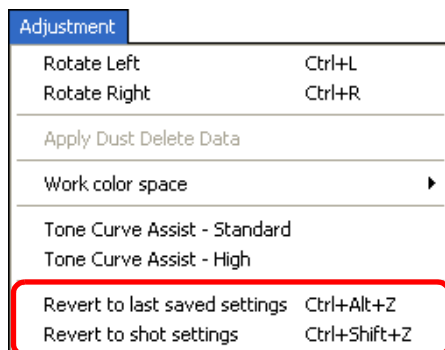 Adjustment
Rotate Left Ctrl+L
Rotate Right Ctrl+R
Apply Dust Delete Data
Work color space
Tone Curve Assist - Standard
Tone Curve Assist - High
Revert to last saved settings Ctrl+Alt+Z
Revert to shot settings Ctrl+Shift+Z